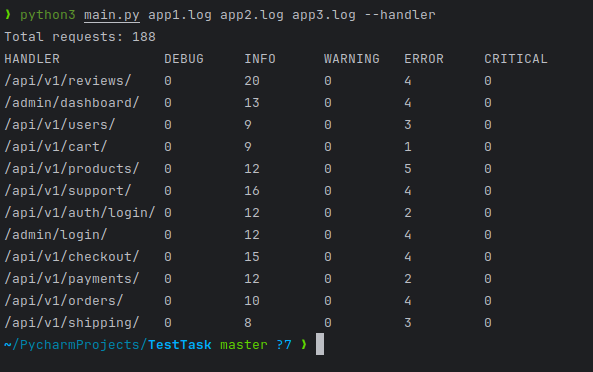 ❯ python3 main.py app1.log app2.log app3.log --handler
Total requests: 188
HANDLER DEBUG INFO WARNING ERROR CRITICAL
/api/v1/reviews/ 0 20 0 4 0
/admin/dashboard/ 0 13 0 4 0
/api/v1/users/ 0 9 0 3 0
/api/v1/cart/ 0 9 0 1 0
/api/v1/products/ 0 12 0 5 0
/api/v1/support/ 0 16 0 4 0
/api/v1/auth/login/ 0 12 0 2 0
/admin/login/ 0 12 0 4 0
/api/v1/checkout/ 0 15 0 4 0
/api/v1/payments/ 0 12 0 2 0
/api/v1/orders/ 0 10 0 4 0
/api/v1/shipping/ 0 8 0 3 0
~/PycharmProjects/TestTask master ?7 ❯